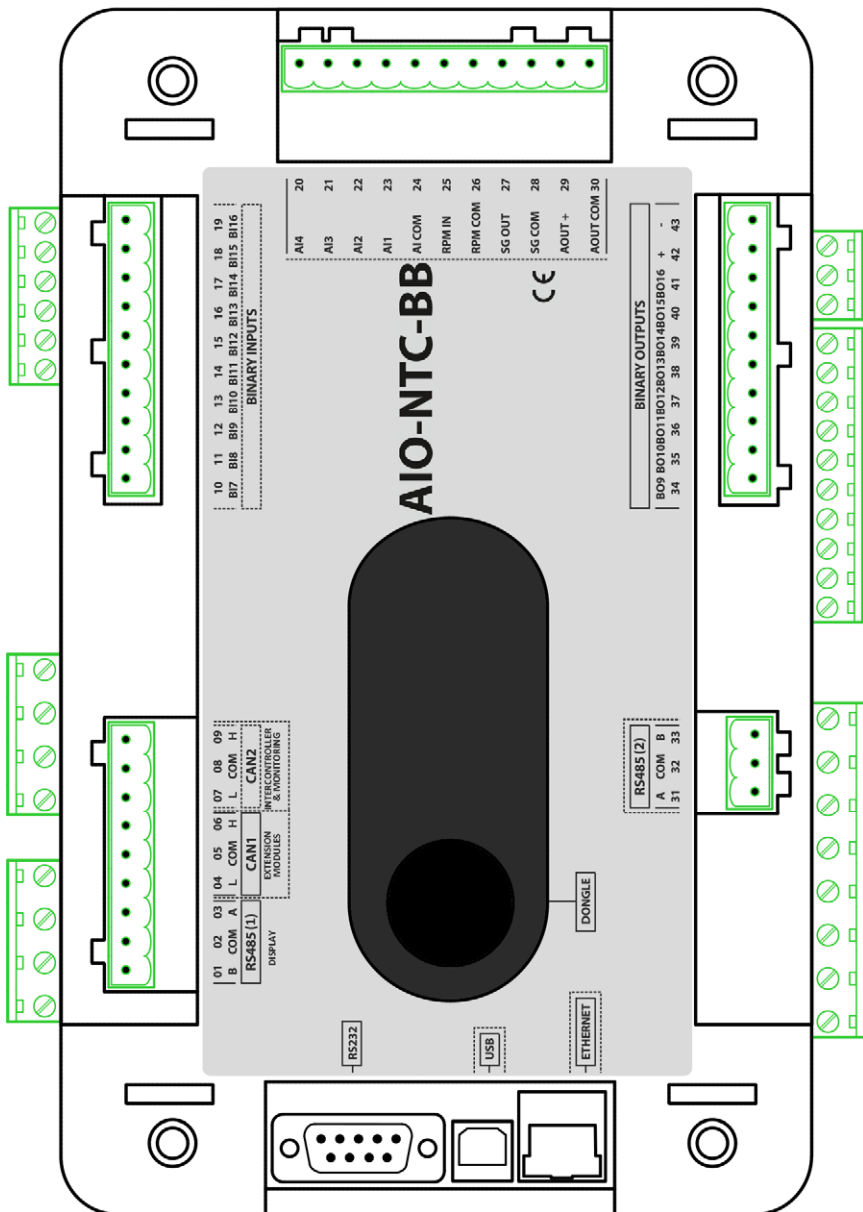 AI4 20
AI3 21
AI2 22
AI1 23
AI COM 24
RPM IN 25
RPM COM 26
SG OUT 27
SG COM 28
AOUT + 29
AOUT COM 30
10 11 12 13 14 15 16 17 18 19
BI7 BI8 BI9 BI10 BI11 BI12 BI13 BI14 BI15 BI16
BINARY INPUTS
AIO-NTC-BB
CE
BINARY OUTPUTS
BO9 BO10 BO11 BO12 BO13 BO14 BO15 BO16 + -
34 35 36 37 38 39 40 41 42 43
01 02 03 04 05 06 07 08 09
B COM A L COM H L COM H
RS485 (1) CAN1 CAN2
DISPLAY
EXTENSION
MODULES
INTERCONTROLLER
& MONITORING
RS485 (2)
A COM B
31 32 33
DONGLE
RS232
USB
ETHERNET